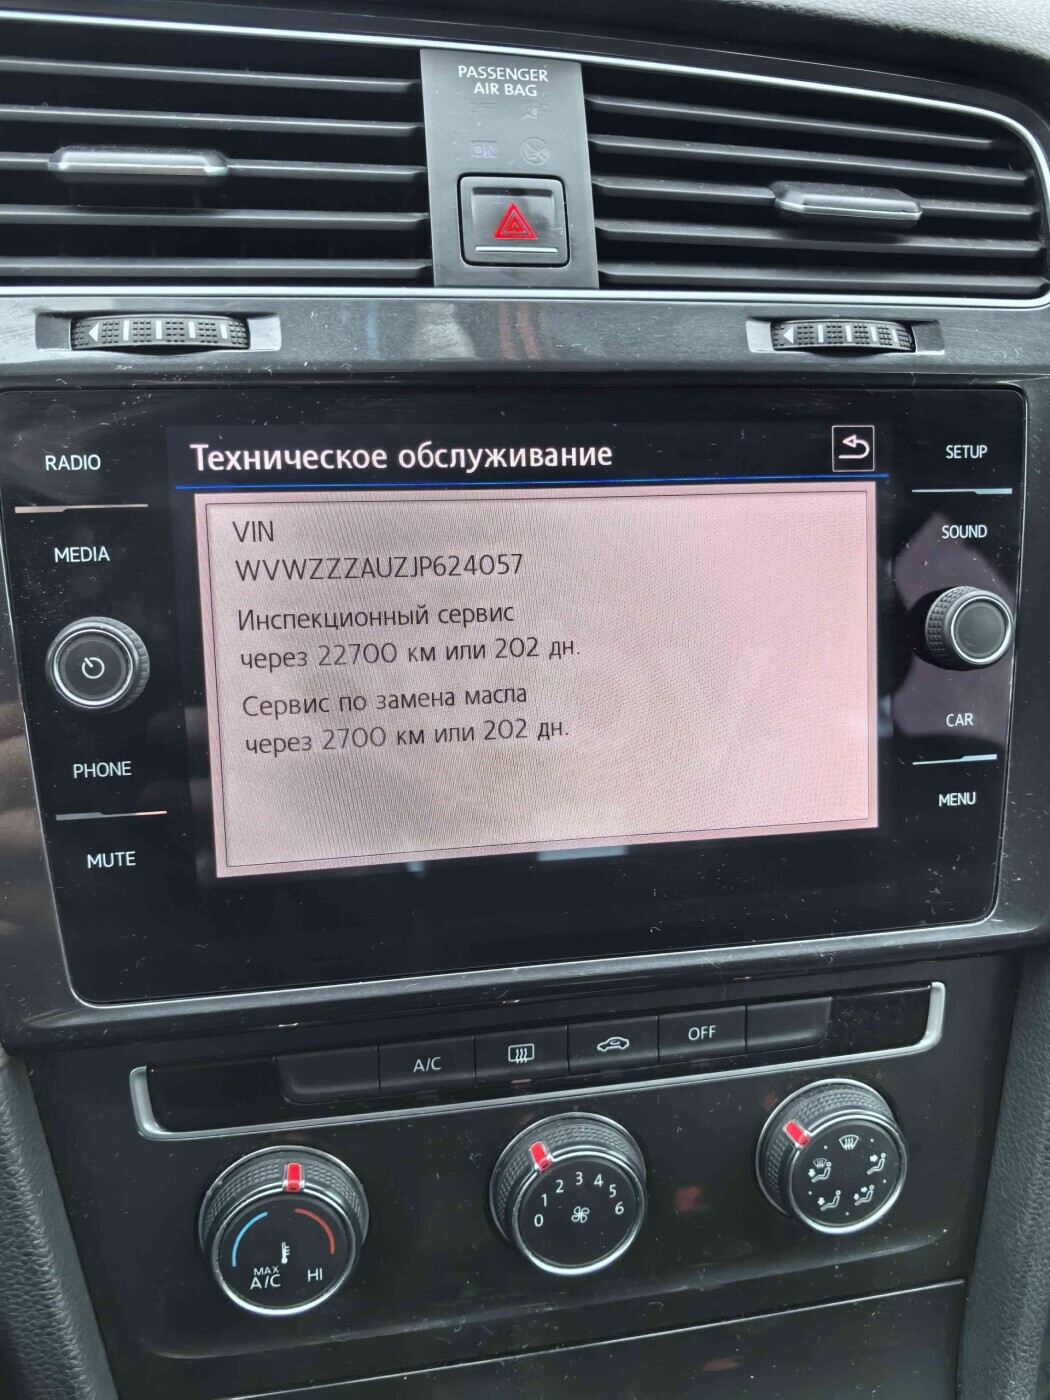 PASSENGER
AIR BAG
ON
RADIO
MEDIA
PHONE
MUTE
Техническое обслуживание
VIN
WVWZZZAUZJP624057
Инспекционный сервис
через 22700 км или 202 дн.
Сервис по замена масла
через 2700 км или 202 дн.
SETUP
SOUND
CAR
MENU
A/C
OFF
MAX
A/C
HI
0 1 2 3 4 5 6